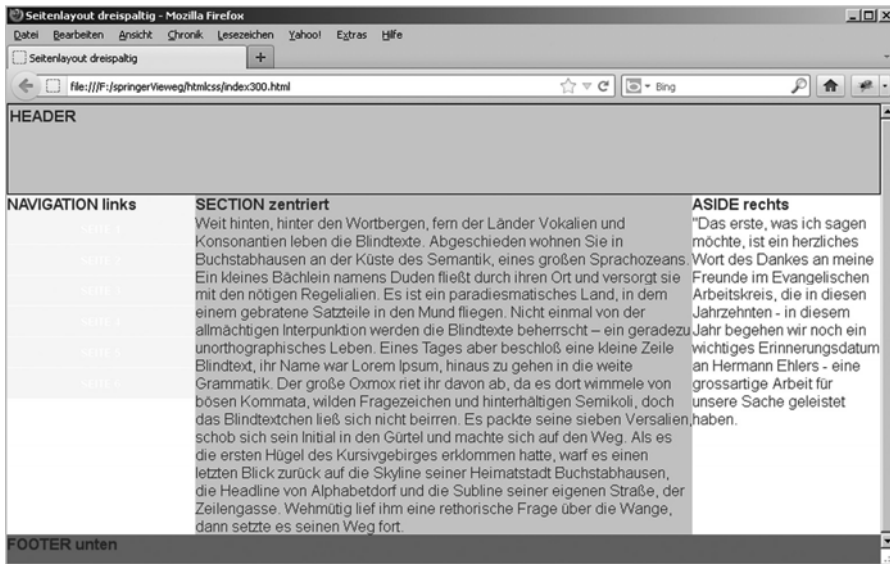 Seitenlayout dreispaltig - Mozilla Firefox
Datei Bearbeiten Ansicht Chronik Lesezeichen Yahoo! Extras Hilfe
Seitenlayout dreispaltig +
file:///F:/springerVieweg/htmlcss/index300.html
Bing
HEADER
NAVIGATION links
SEITE 1
SEITE 2
SEITE 3
SEITE 4
SEITE 5
SEITE 6
SECTION zentriert
Weit hinten, hinter den Wortbergen, fern der Länder Vokalien und
Konsonantien leben die Blindtexte. Abgeschieden wohnen Sie in
Buchstabhausen an der Küste des Semantik, eines großen Sprachozeans.
Ein kleines Bächlein namens Duden fließt durch ihren Ort und versorgt sie
mit den nötigen Regelialien. Es ist ein paradiesmatisches Land, in dem
einem gebratene Satzteile in den Mund fliegen. Nicht einmal von der
allmächtigen Interpunktion werden die Blindtexte beherrscht – ein geradezu
unorthographisches Leben. Eines Tages aber beschloß eine kleine Zeile
Blindtext, ihr Name war Lorem Ipsum, hinaus zu gehen in die weite
Grammatik. Der große Oxmox riet ihr davon ab, da es dort wimmele von
bösen Kommata, wilden Fragezeichen und hinterhältigen Semikoli, doch
das Blindtextchen ließ sich nicht beirren. Es packte seine sieben Versalien,
schob sich sein Initial in den Gürtel und machte sich auf den Weg. Als es
die ersten Hügel des Kursivgebirges erklommen hatte, warf es einen
letzten Blick zurück auf die Skyline seiner Heimatstadt Buchstabhausen,
die Headline von Alphabetdorf und die Subline seiner eigenen Straße, der
Zeilengasse. Wehmütig lief ihm eine rethorische Frage über die Wange,
dann setzte es seinen Weg fort.
ASIDE rechts
"Das erste, was ich sagen
möchte, ist ein herzliches
Wort des Dankes an meine
Freunde im Evangelischen
Arbeitskreis, die in diesen
Jahrzehnten - in diesem
Jahr begehen wir noch ein
wichtiges Erinnerungsdatum
an Hermann Ehlers - eine
grossartige Arbeit für
unsere Sache geleistet
haben.
FOOTER unten